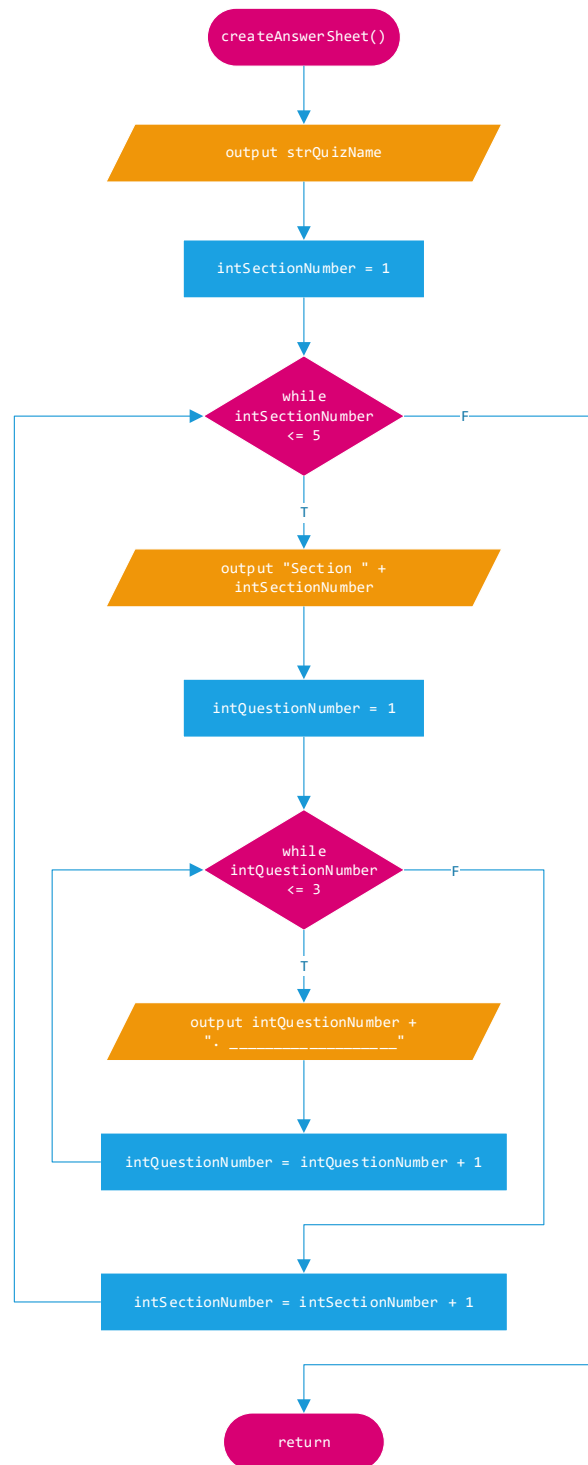 createAnswerSheet()
output strQuizName
intSectionNumber = 1
while
intSectionNumber
<= 5
F
T
output "Section " +
intSectionNumber
intQuestionNumber = 1
while
intQuestionNumber
<= 3
F
T
output intQuestionNumber +
". ___________________"
intQuestionNumber = intQuestionNumber + 1
intSectionNumber = intSectionNumber + 1
return